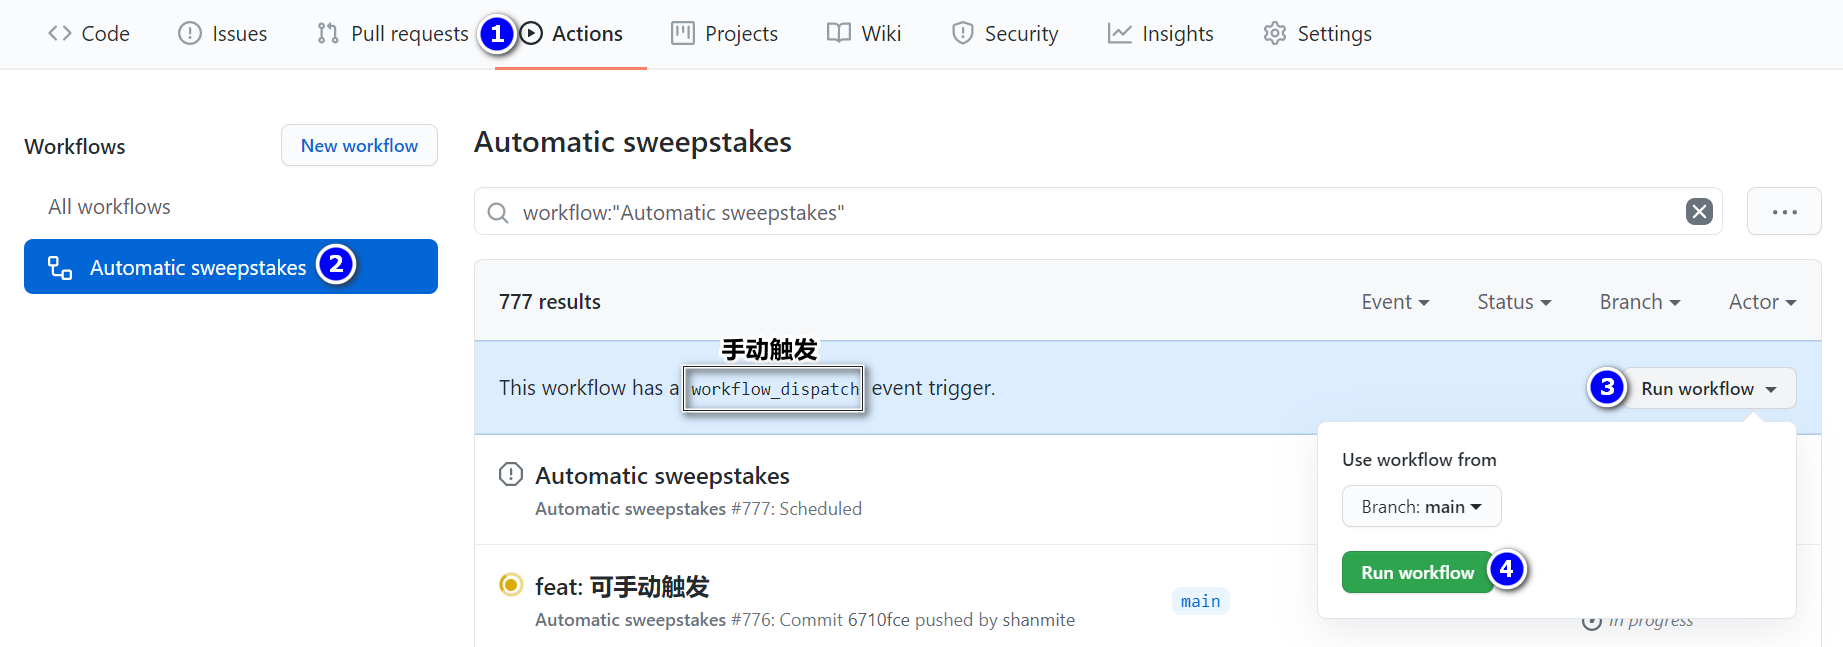 Code Issues Pull requests 1 Actions Projects Wiki Security Insights Settings
Workflows
New workflow
All workflows
Automatic sweepstakes 2
Automatic sweepstakes
workflow:"Automatic sweepstakes"
777 results
Event Status Branch Actor
手动触发
This workflow has a workflow_dispatch event trigger.
3 Run workflow
Use workflow from
Branch: main
Run workflow 4
Automatic sweepstakes
Automatic sweepstakes #777: Scheduled
feat: 可手动触发
Automatic sweepstakes #776: Commit 6710fce pushed by shanmite
main
In progress